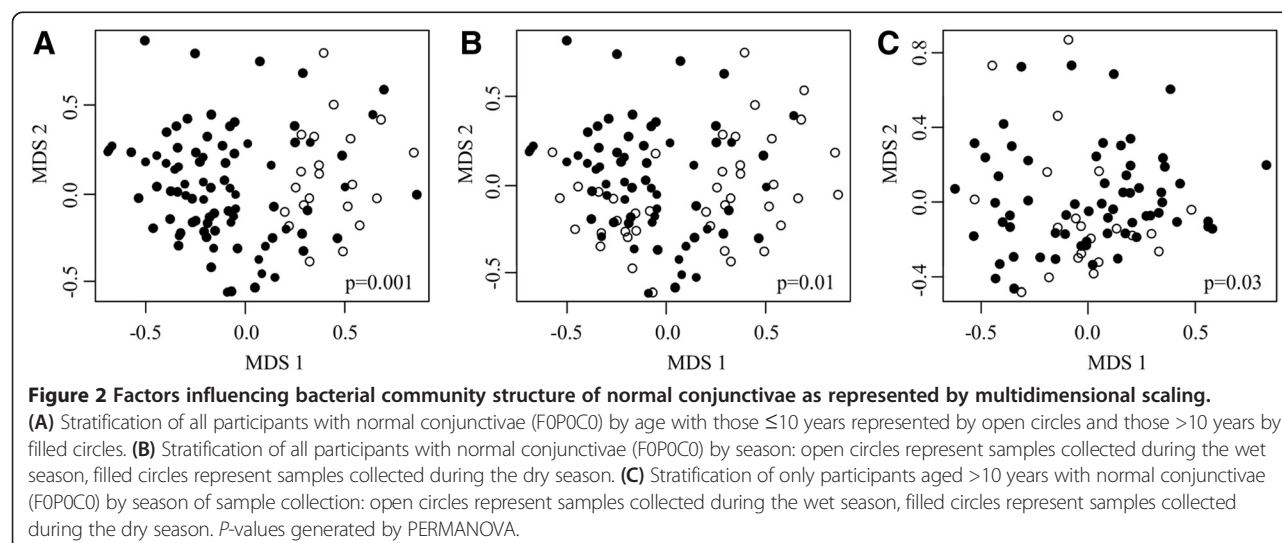 A
B
C
MDS 2
0.5
0.0
-0.5
-0.5
0.0
0.5
MDS 1
p=0.001
MDS 2
0.5
0.0
-0.5
-0.5
0.0
0.5
MDS 1
p=0.01
MDS 2
0.8
0.4
0.0
-0.4
-0.5
0.0
0.5
MDS 1
p=0.03
Figure 2 Factors influencing bacterial community structure of normal conjunctivae as represented by multidimensional scaling.
(A) Stratification of all participants with normal conjunctivae (F0P0C0) by age with those ≤10 years represented by open circles and those >10 years by
filled circles. (B) Stratification of all participants with normal conjunctivae (F0P0C0) by season: open circles represent samples collected during the wet
season, filled circles represent samples collected during the dry season. (C) Stratification of only participants aged >10 years with normal conjunctivae
(F0P0C0) by season of sample collection: open circles represent samples collected during the wet season, filled circles represent samples collected
during the dry season. P-values generated by PERMANOVA.